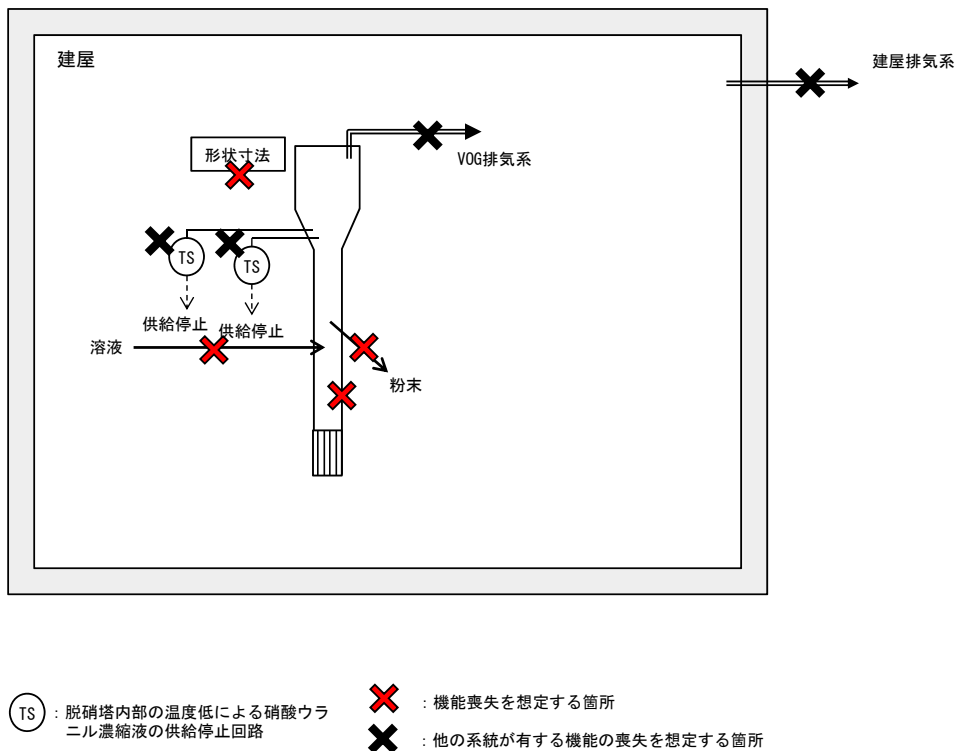 建屋
建屋排気系
形状寸法
VOG排気系
TS
TS
供給停止
供給停止
溶液
粉末
TS
：脱硝塔内部の温度低による硝酸ウラ
ニル濃縮液の供給停止回路
：機能喪失を想定する箇所
：他の系統が有する機能の喪失を想定する箇所